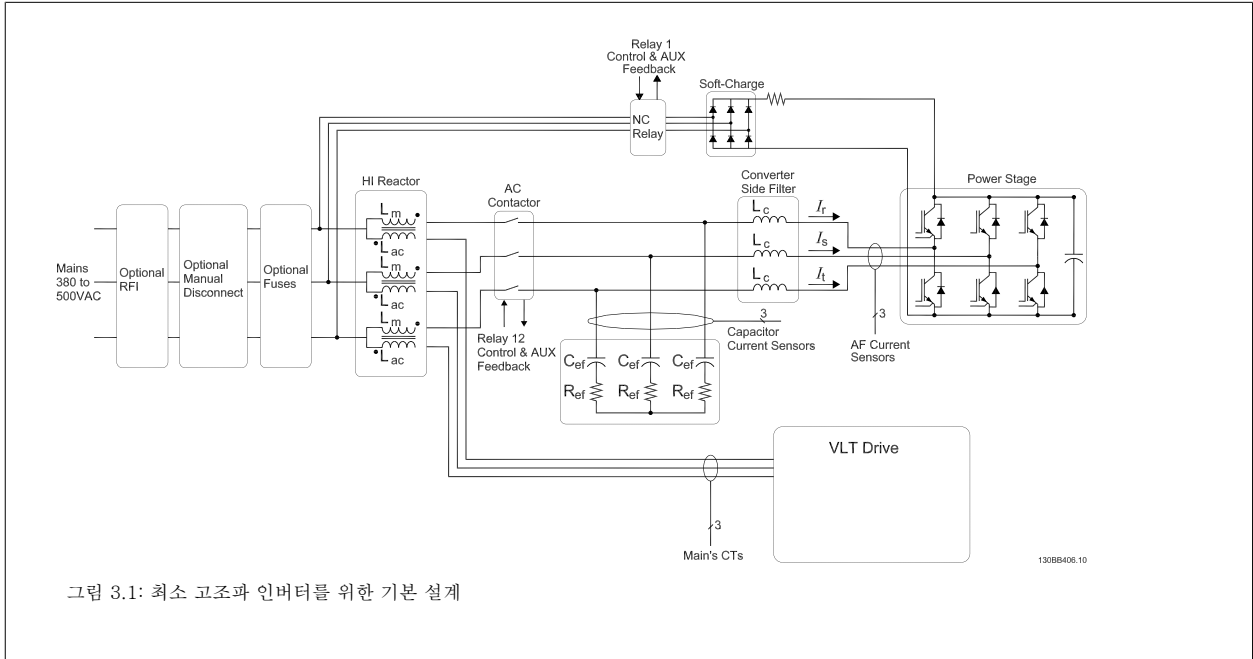 Relay 1
Control & AUX
Feedback
Soft-Charge
NC
Relay
HI Reactor
AC
Contactor
Converter
Side Filter
Power Stage
Lm
Lac
Lm
Lac
Lm
Lac
Lc
Lc
Lc
Ir
Is
It
Mains
380 to
500VAC
Optional
RFI
Optional
Manual
Disconnect
Optional
Fuses
Relay 12
Control & AUX
Feedback
3
Capacitor
Current Sensors
3
AF Current
Sensors
Cef Cef Cef
Ref Ref Ref
VLT Drive
3
Main's CTs
130BB406.10
그림 3.1: 최소 고조파 인버터를 위한 기본 설계